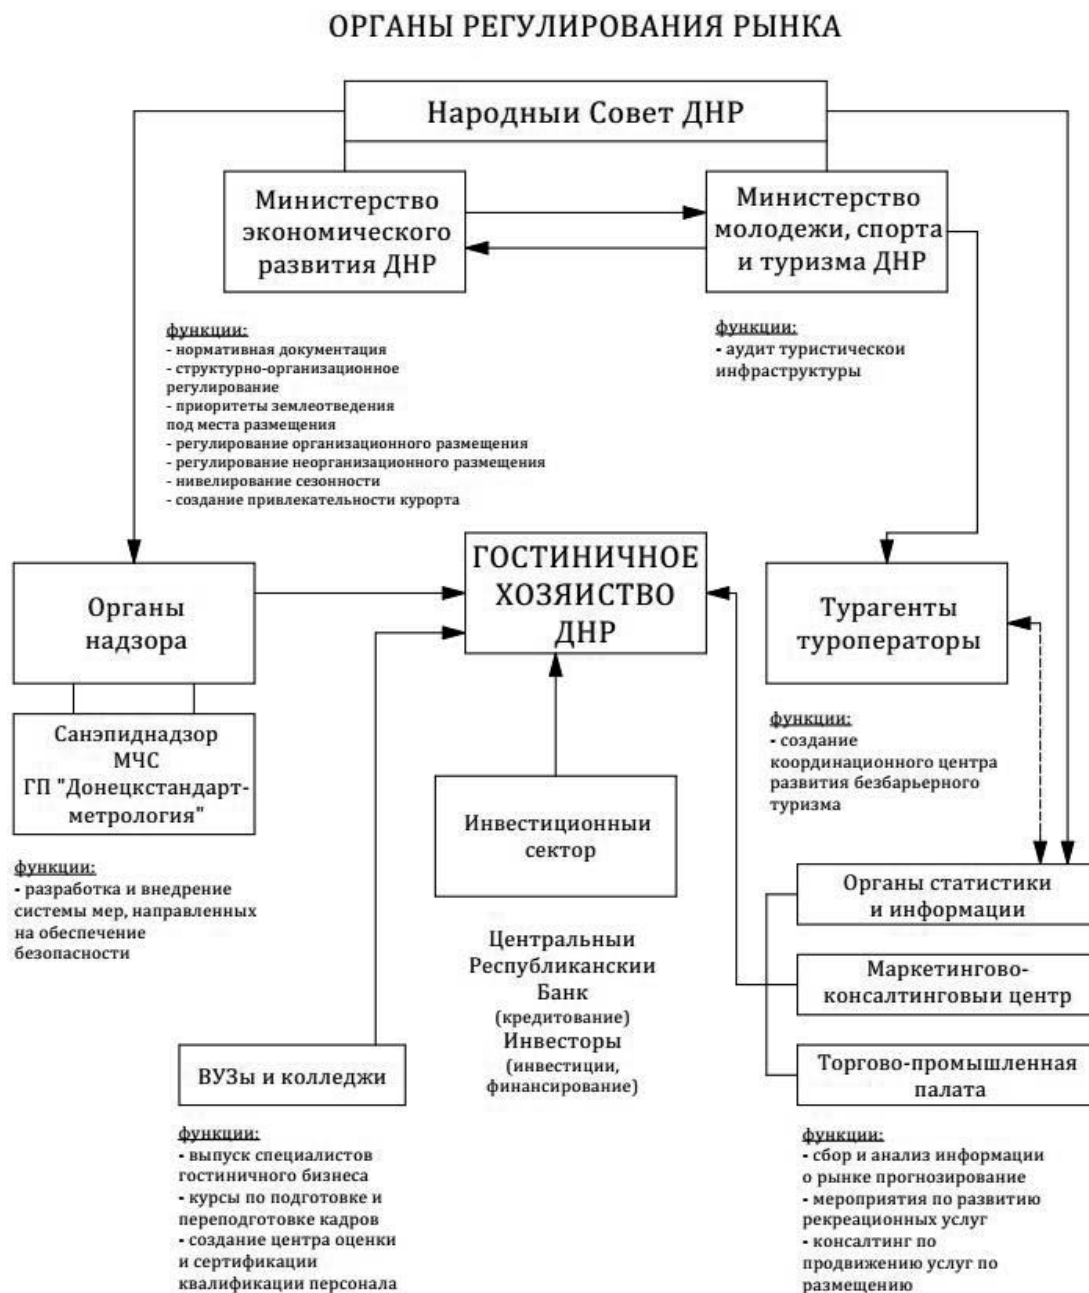 ОРГАНЫ РЕГУЛИРОВАНИЯ РЫНКА
Народныи Совет ДНР
Министерство
экономического
развития ДНР
Министерство
молодежи, спорта
и туризма ДНР
функции:
- нормативная документация
- структурно-организационное
регулирование
- приоритеты землеотведения
под места размещения
- регулирование организационного размещения
- регулирование неорганизационного размещения
- нивелирование сезонности
- создание привлекательности курорта
функции:
- аудит туристическои
инфраструктуры
Органы
надзора
ГОСТИНИЧНОЕ
ХОЗЯИСТВО
ДНР
Турагенты
туроператоры
Санэпиднадзор
МЧС
ГП "Донецкстандарт-
метрология"
функции:
- создание
координационного центра
развития безбарьерного
туризма
функции:
- разработка и внедрение
системы мер, направленных
на обеспечение
безопасности
Инвестиционныи
сектор
Центральныи
Республиканскии
Банк
(кредитование)
Инвесторы
(инвестиции,
финансирование)
Органы статистики
и информации
Маркетингово-
консалтинговыи центр
Торгово-промышленная
палата
ВУЗы и колледжи
функции:
- выпуск специалистов
гостиничного бизнеса
- курсы по подготовке и
переподготовке кадров
- создание центра оценки
и сертификации
квалификации персонала
функции:
- сбор и анализ информации
о рынке прогнозирование
- мероприятия по развитию
рекреационных услуг
- консалтинг по
продвижению услуг по
размещению